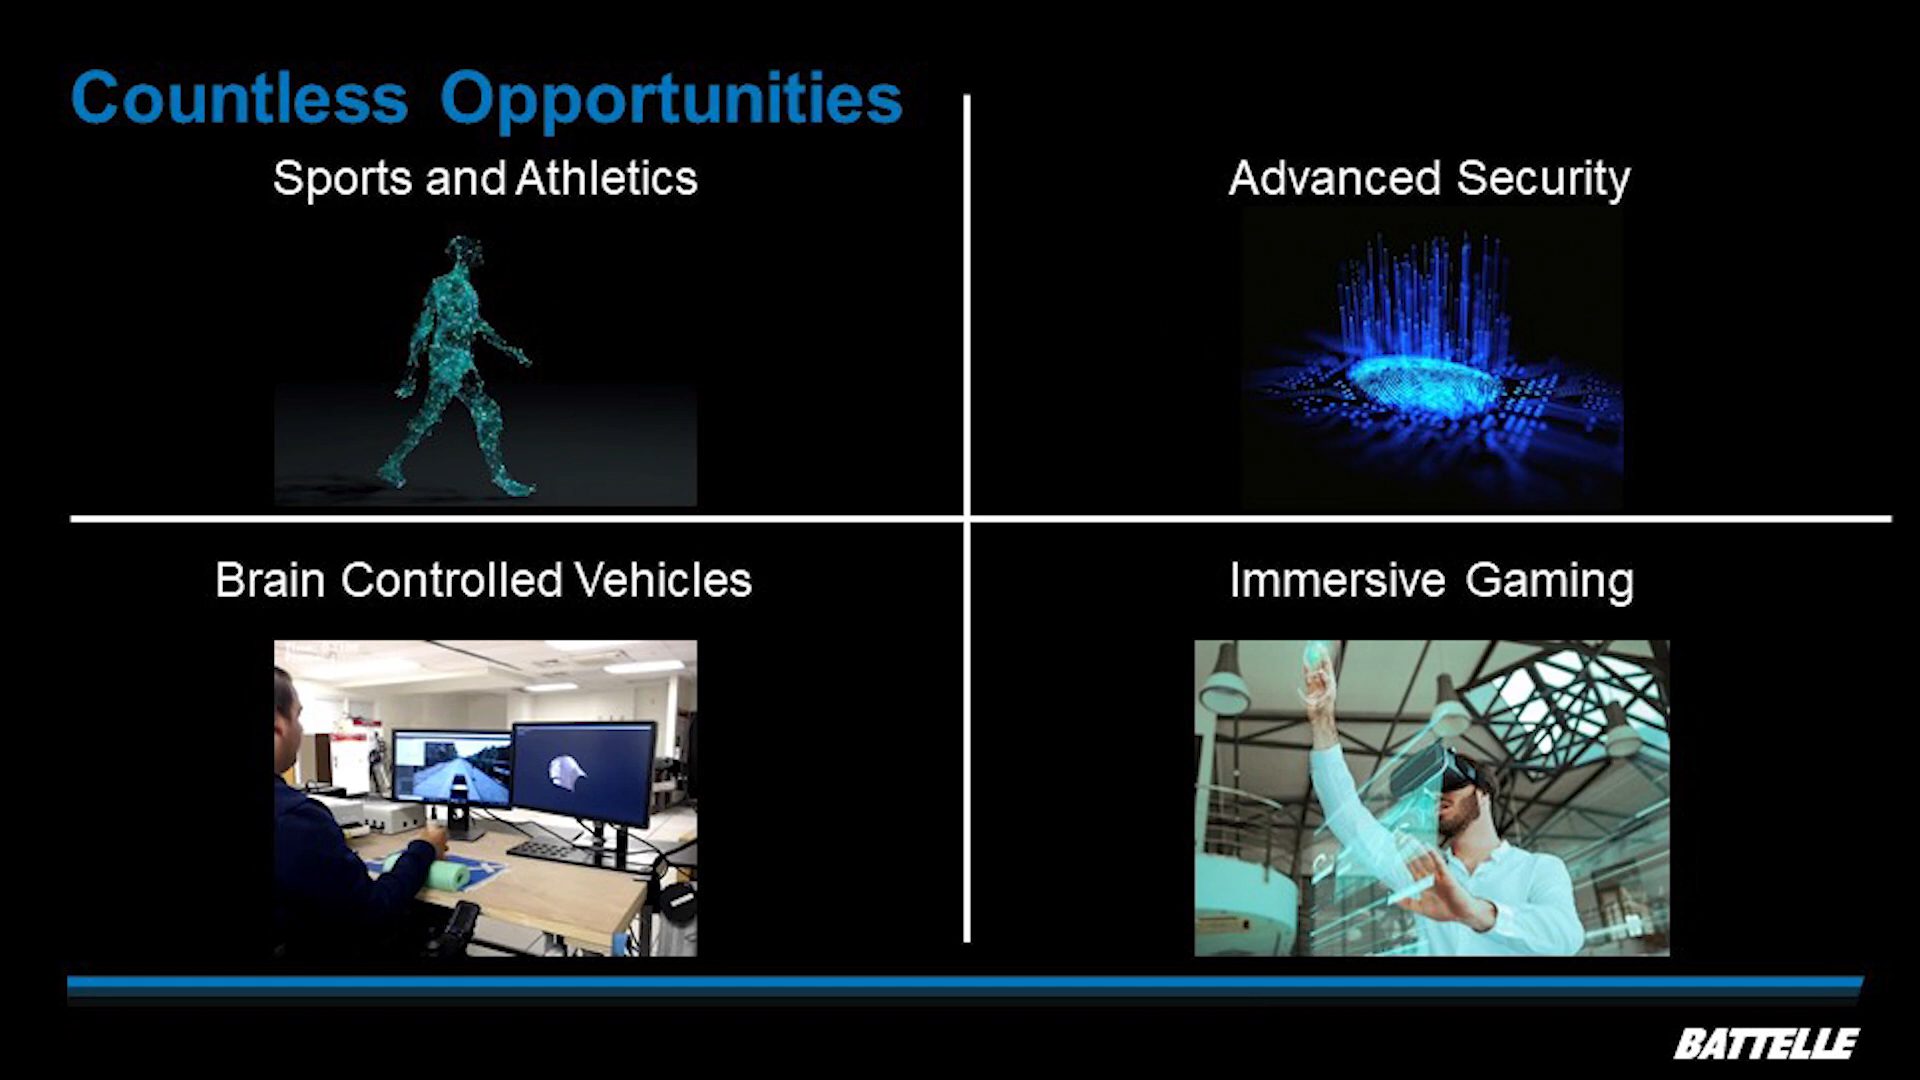 Countless Opportunities
Sports and Athletics
Advanced Security
Brain Controlled Vehicles
Immersive Gaming
BATTELLE